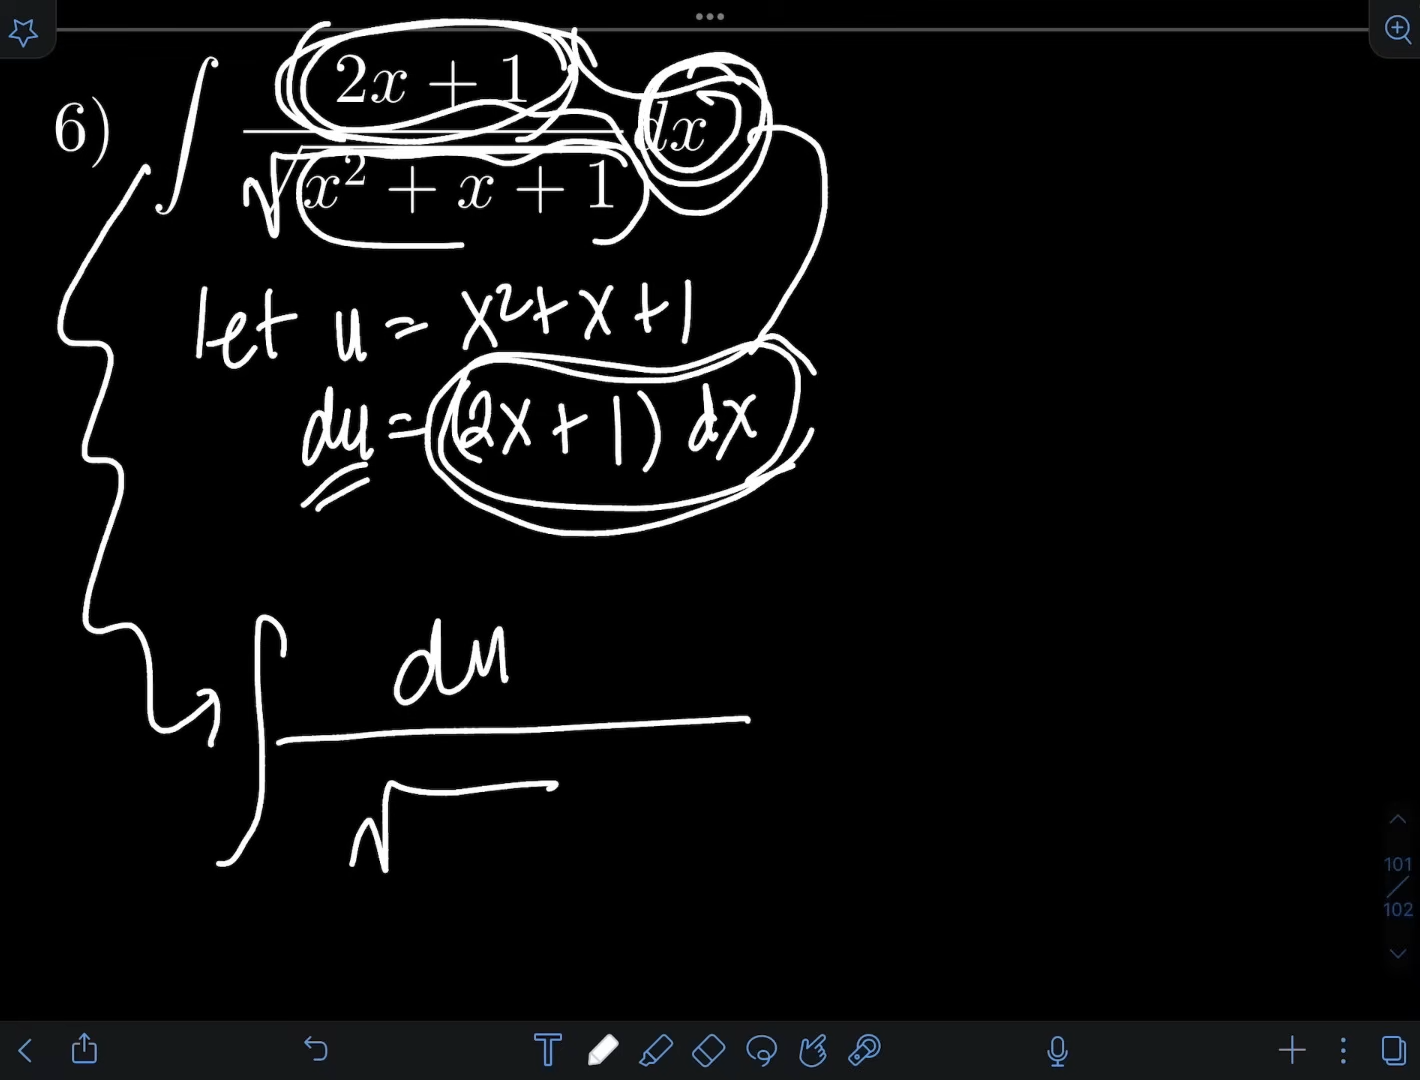 6) ∫ (2x + 1)/√(x² + x + 1) dx
let u = x² + x + 1
du = (2x + 1) dx
∫ du/√
101
102